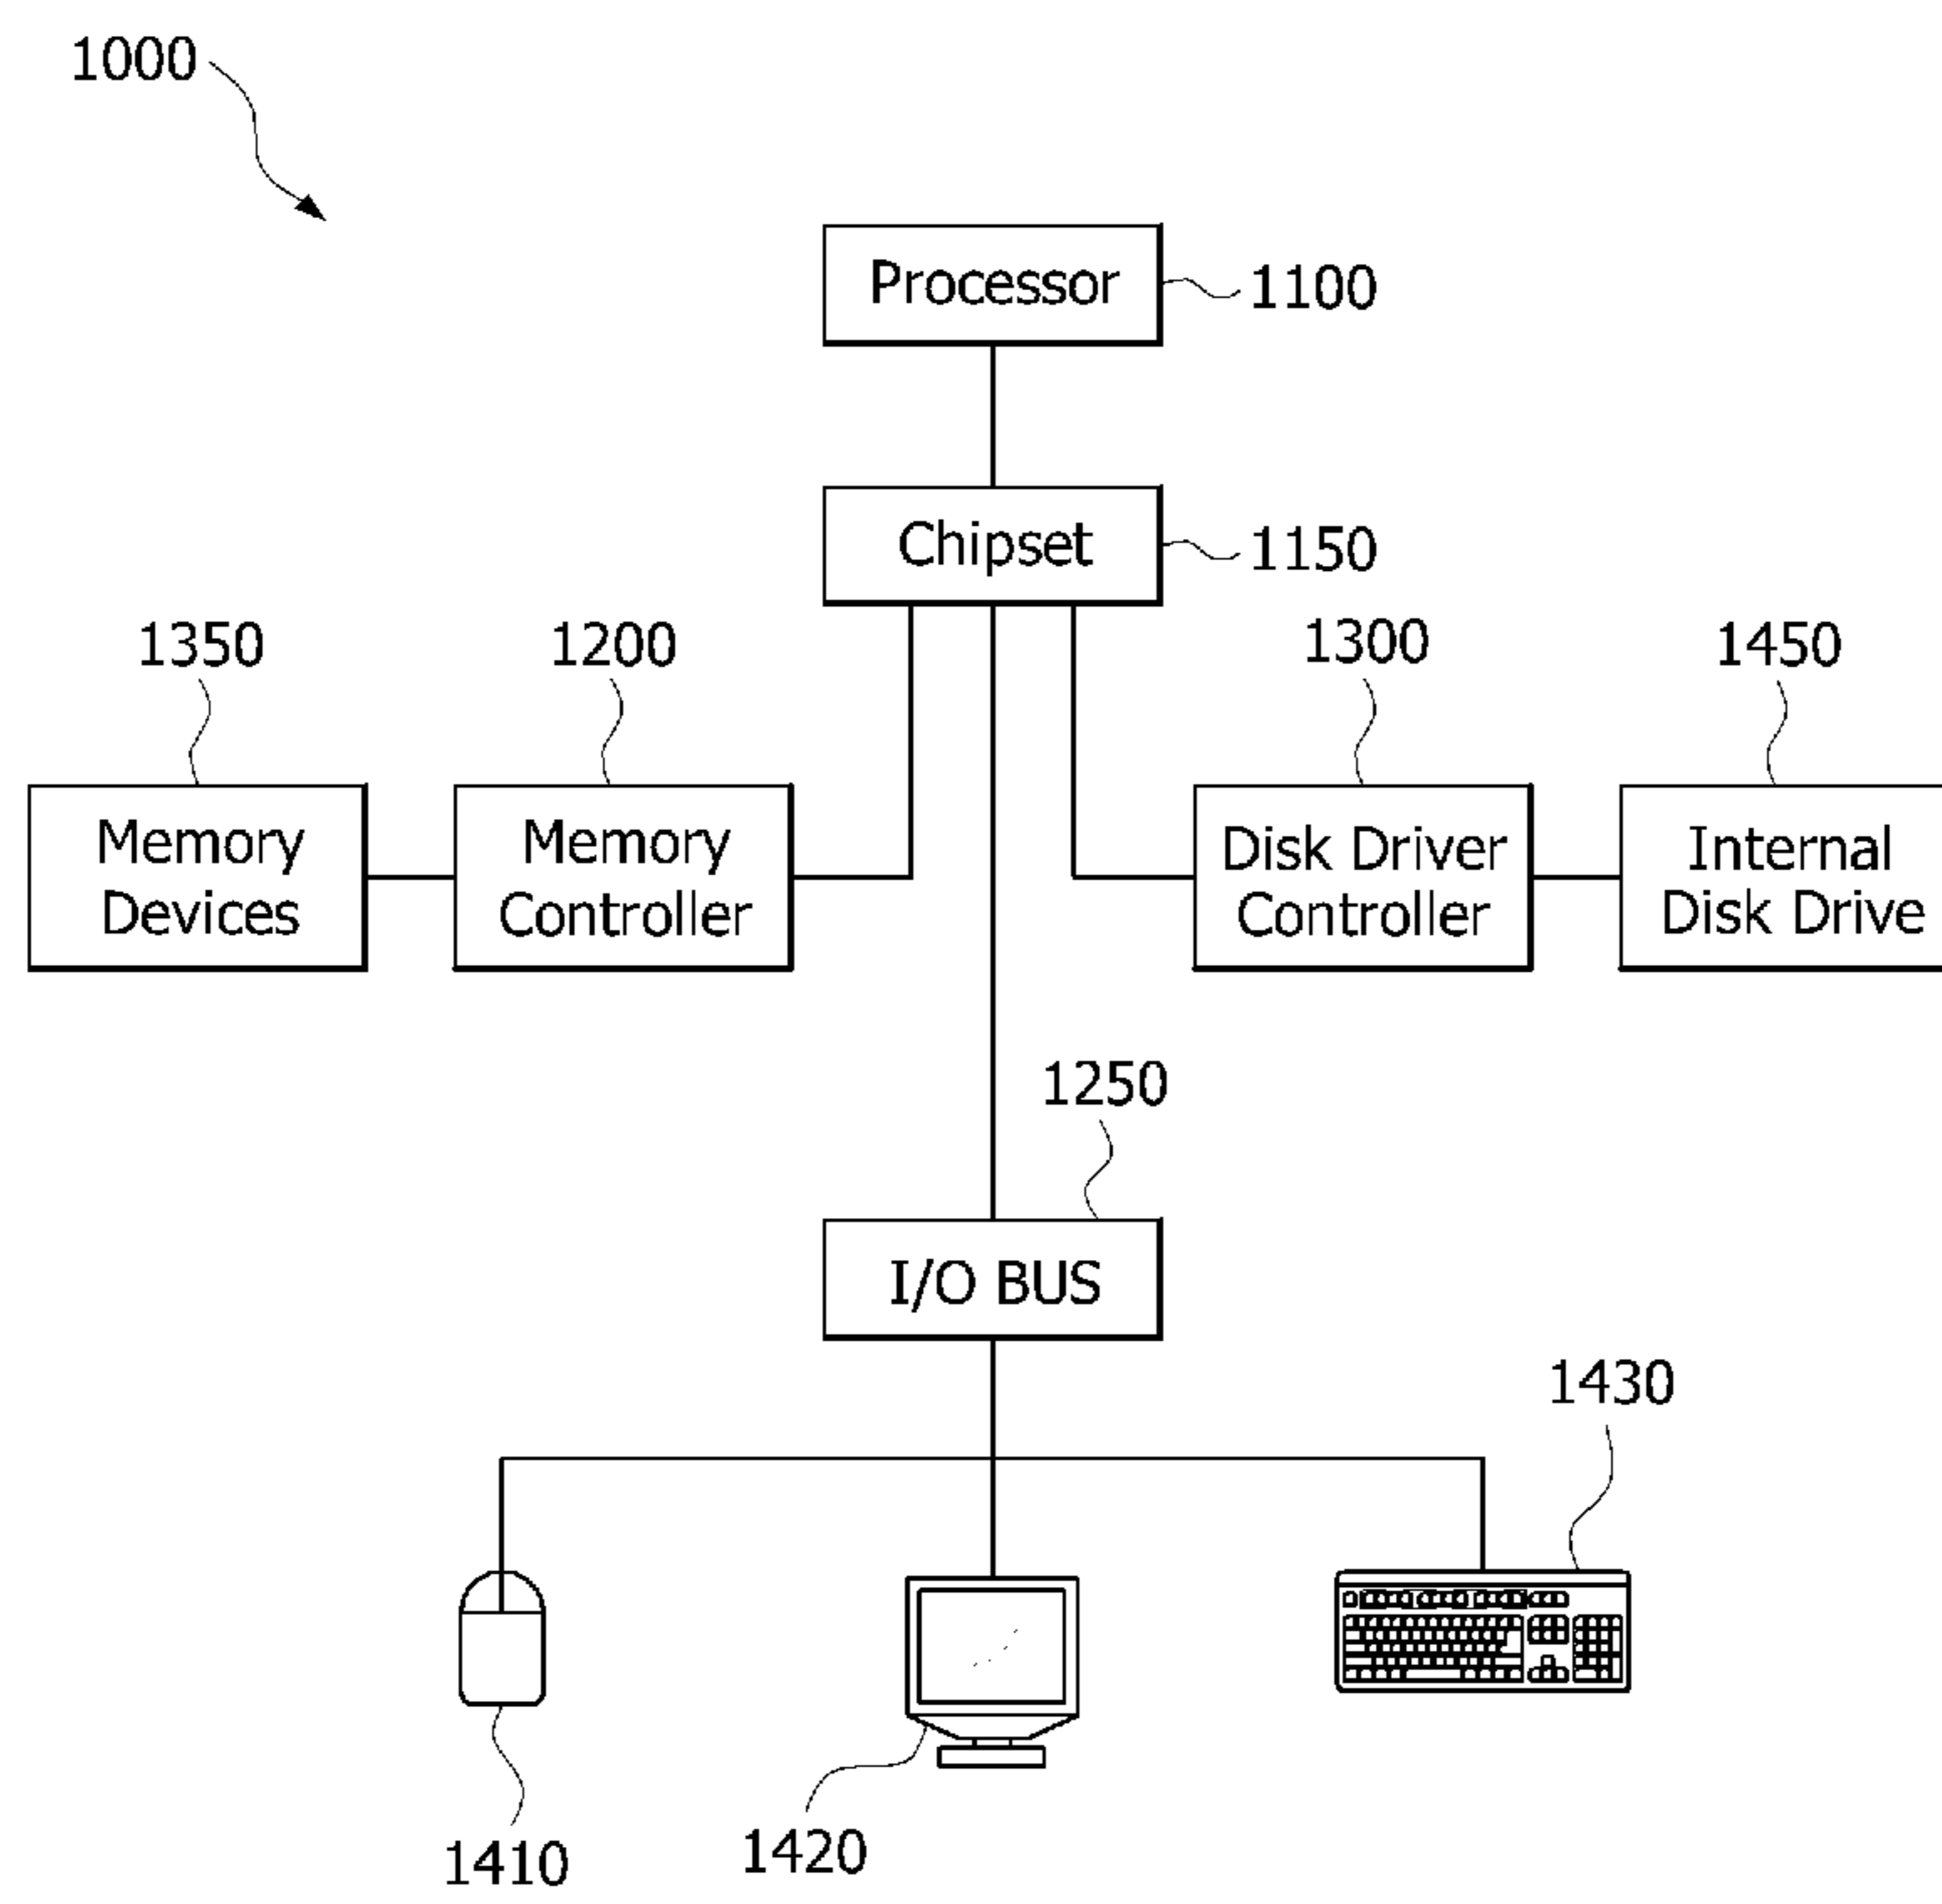 1000
Processor
1100
Chipset
1150
1350
1200
1300
1450
Memory
Devices
Memory
Controller
Disk Driver
Controller
Internal
Disk Drive
1250
I/O BUS
1430
1410
1420